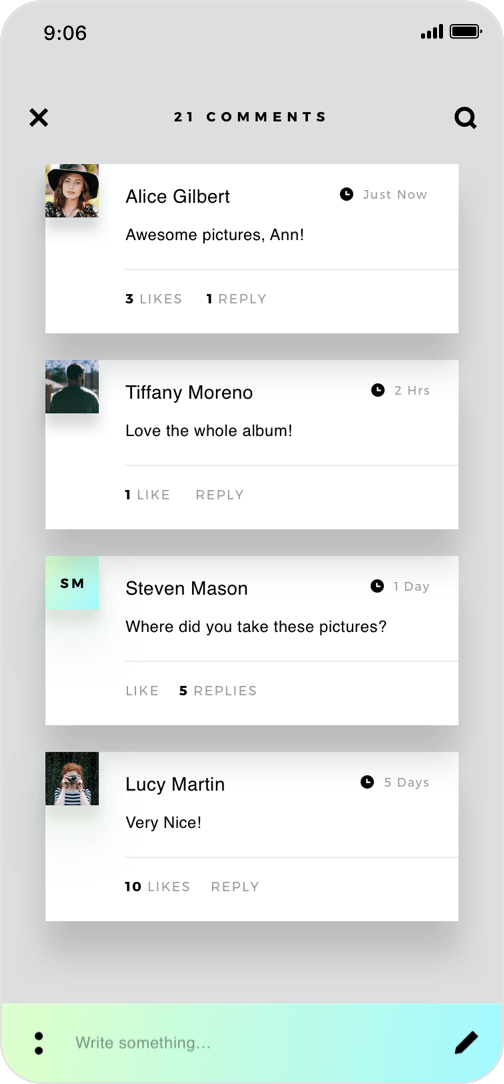 9:06
21 COMMENTS
Alice Gilbert
Just Now
Awesome pictures, Ann!
3 LIKES 1 REPLY
Tiffany Moreno
2 Hrs
Love the whole album!
1 LIKE REPLY
SM
Steven Mason
1 Day
Where did you take these pictures?
LIKE 5 REPLIES
Lucy Martin
5 Days
Very Nice!
10 LIKES REPLY
Write something...